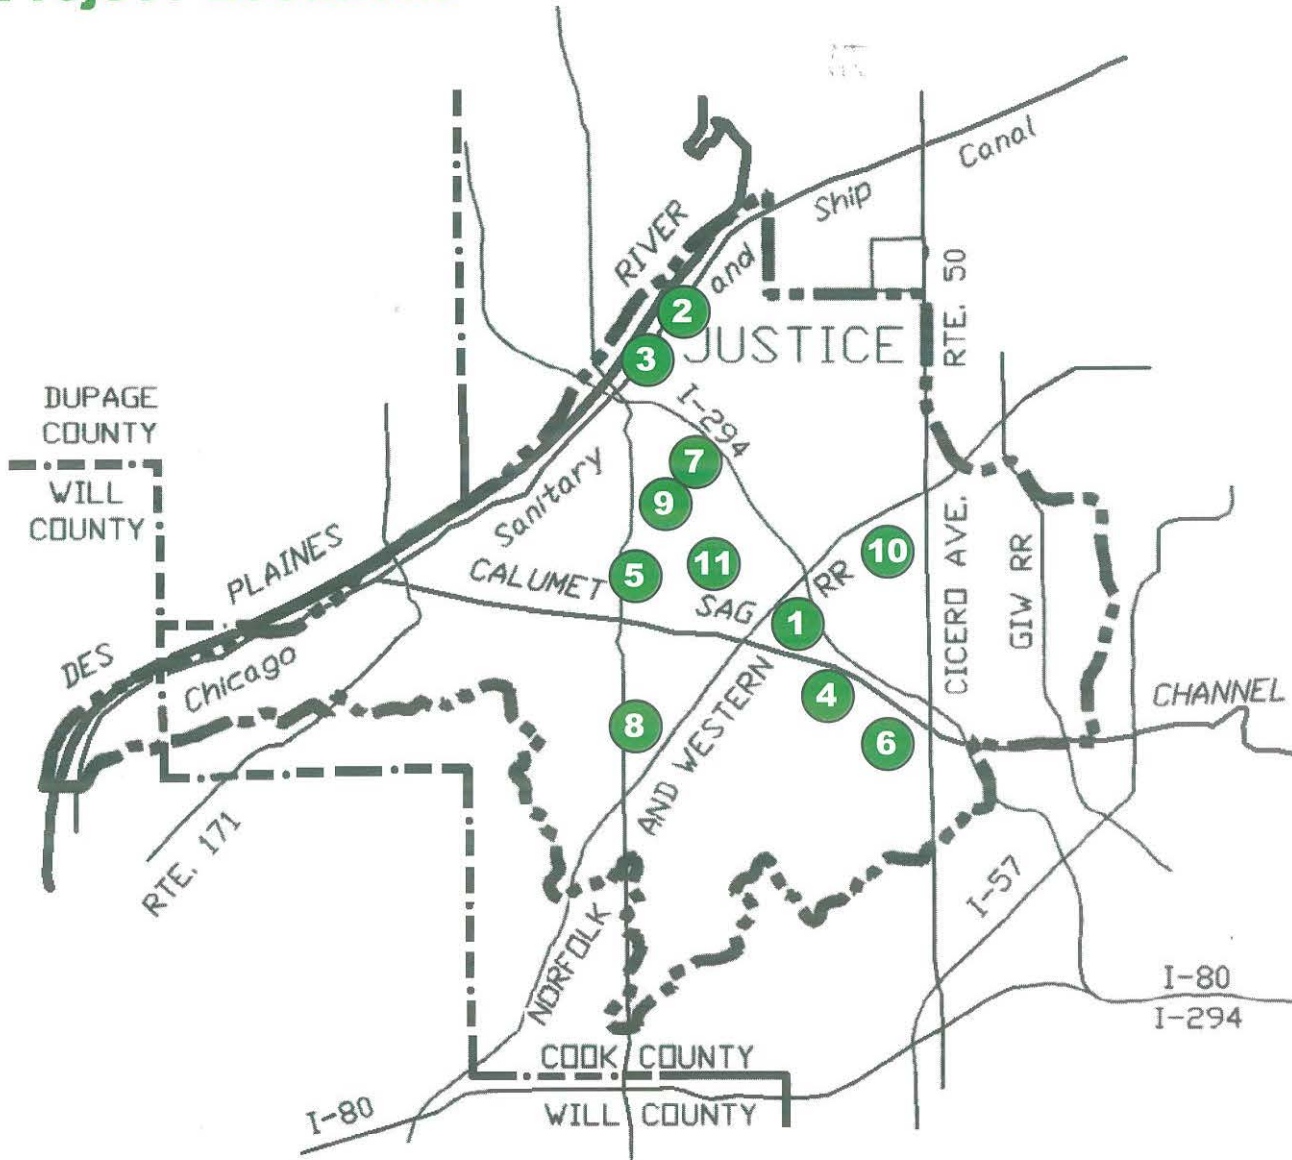 RIVER
and
Ship
Canal
RTE. 50
2
JUSTICE
3
I-294
DUPAGE
COUNTY
WILL
COUNTY
7
9
Sanitary
PLAINES
CALUMET
5
11
SAG
RR
10
1
CICERO AVE.
GIW RR
DES
Chicago
4
CHANNEL
8
6
AND WESTERN
NORFOLK
RTE. 171
I-57
I-80
I-294
COOK COUNTY
WILL COUNTY
I-80